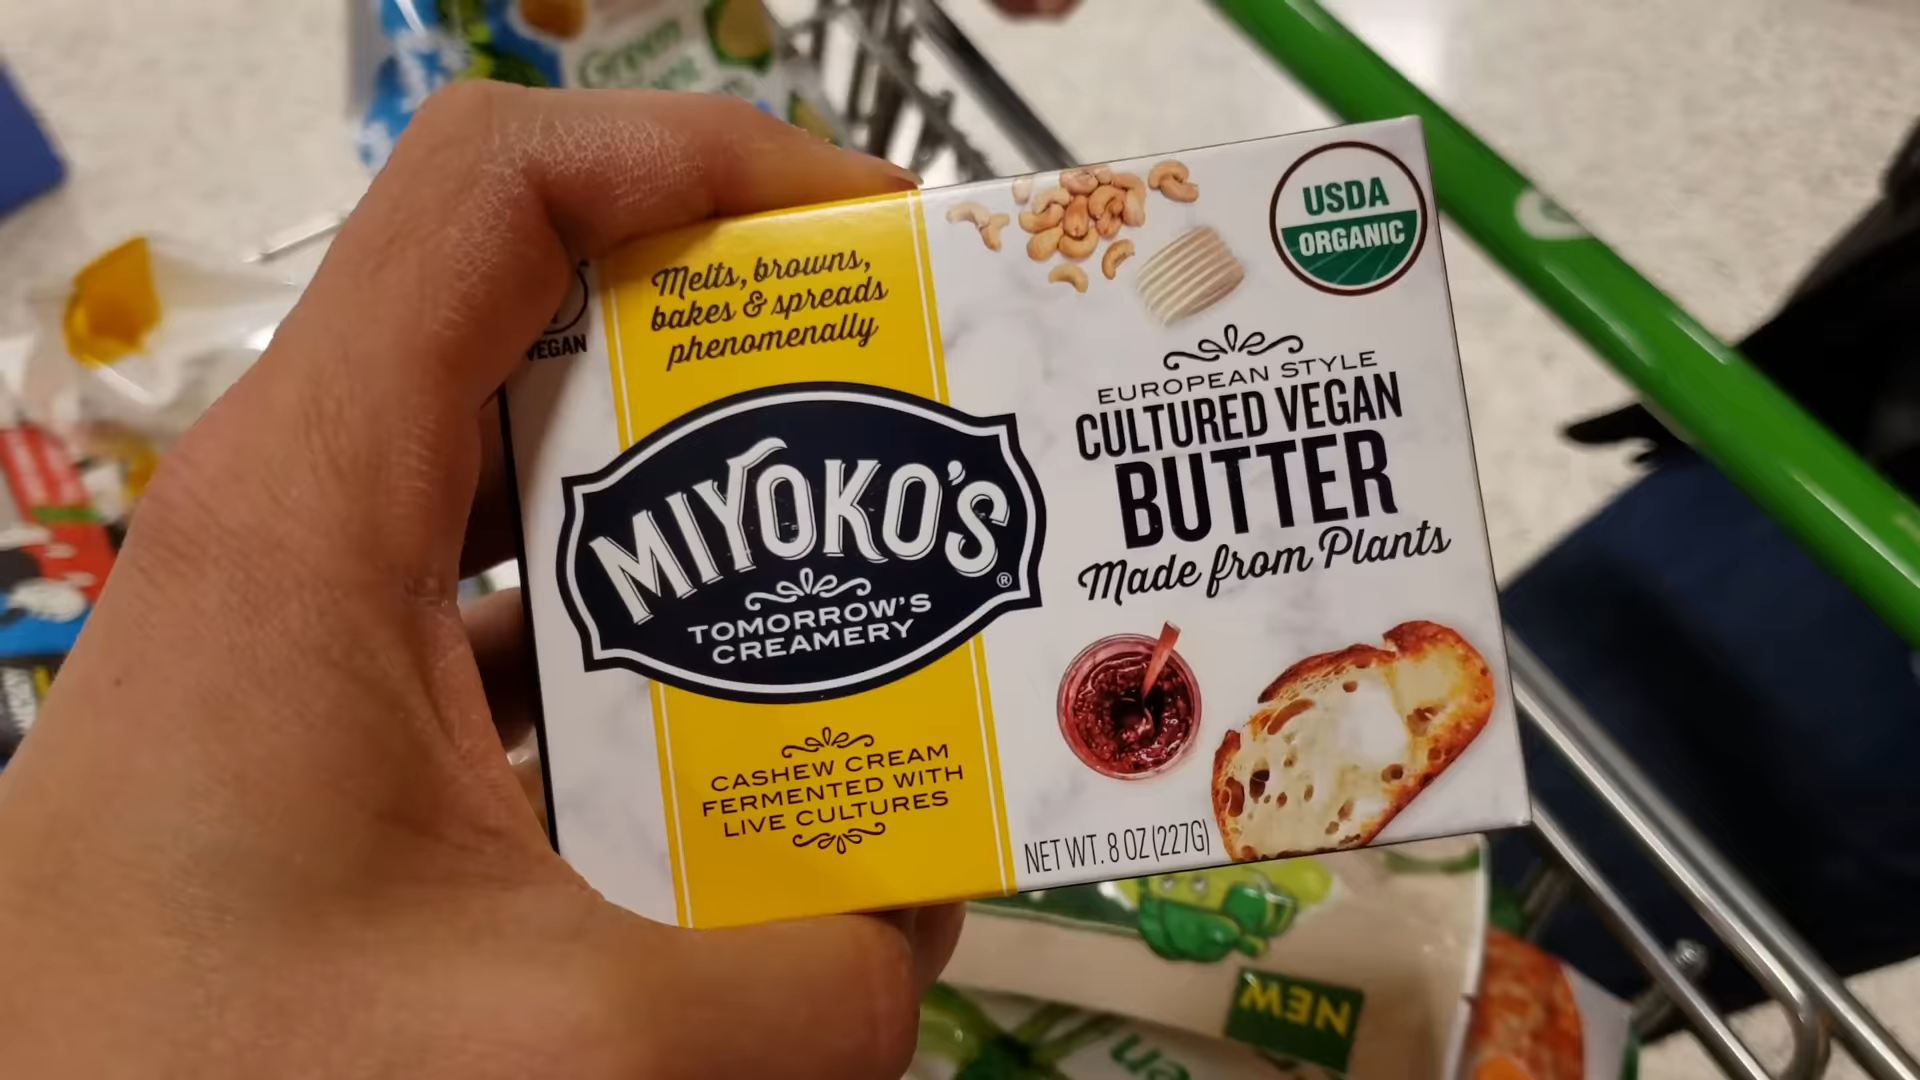 Green
VEGAN
Melts, browns,
bakes & spreads
phenomenally
MIYOKO'S®
TOMORROW'S
CREAMERY
CASHEW CREAM
FERMENTED WITH
LIVE CULTURES
USDA
ORGANIC
EUROPEAN STYLE
CULTURED VEGAN
BUTTER
Made from Plants
NET WT. 8 OZ (227G)
NEW